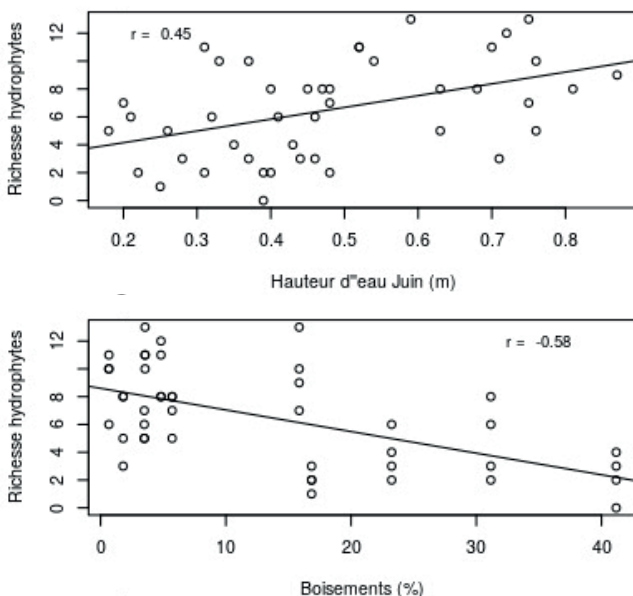 r = 0.45
Richesse hydrophytes
0 2 4 6 8 12
0.2 0.3 0.4 0.5 0.6 0.7 0.8
Hauteur d"eau Juin (m)
r = -0.58
Richesse hydrophytes
0 2 4 6 8 12
0 10 20 30 40
Boisements (%)